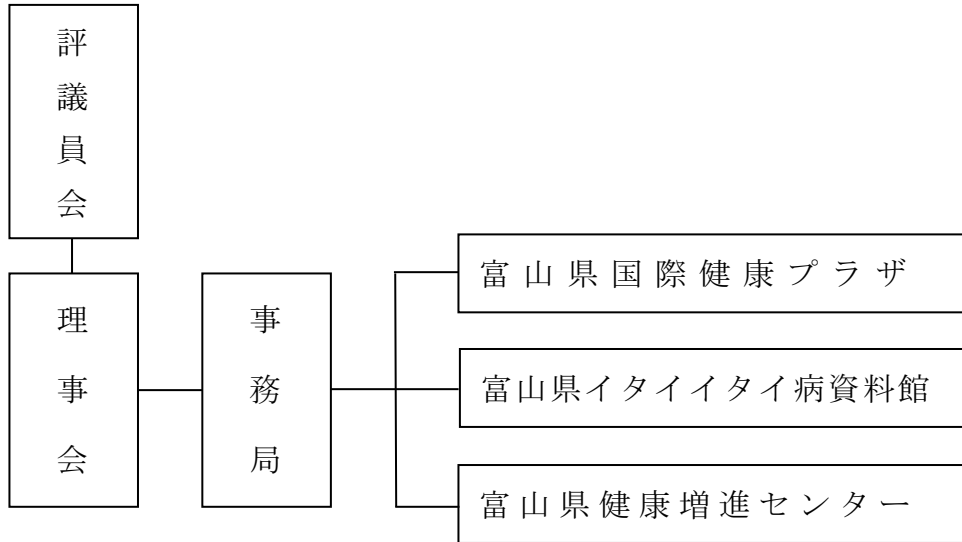 評議員会
理事会
事務局
富山県国際健康プラザ
富山県イタイイタイ病資料館
富山県健康増進センター